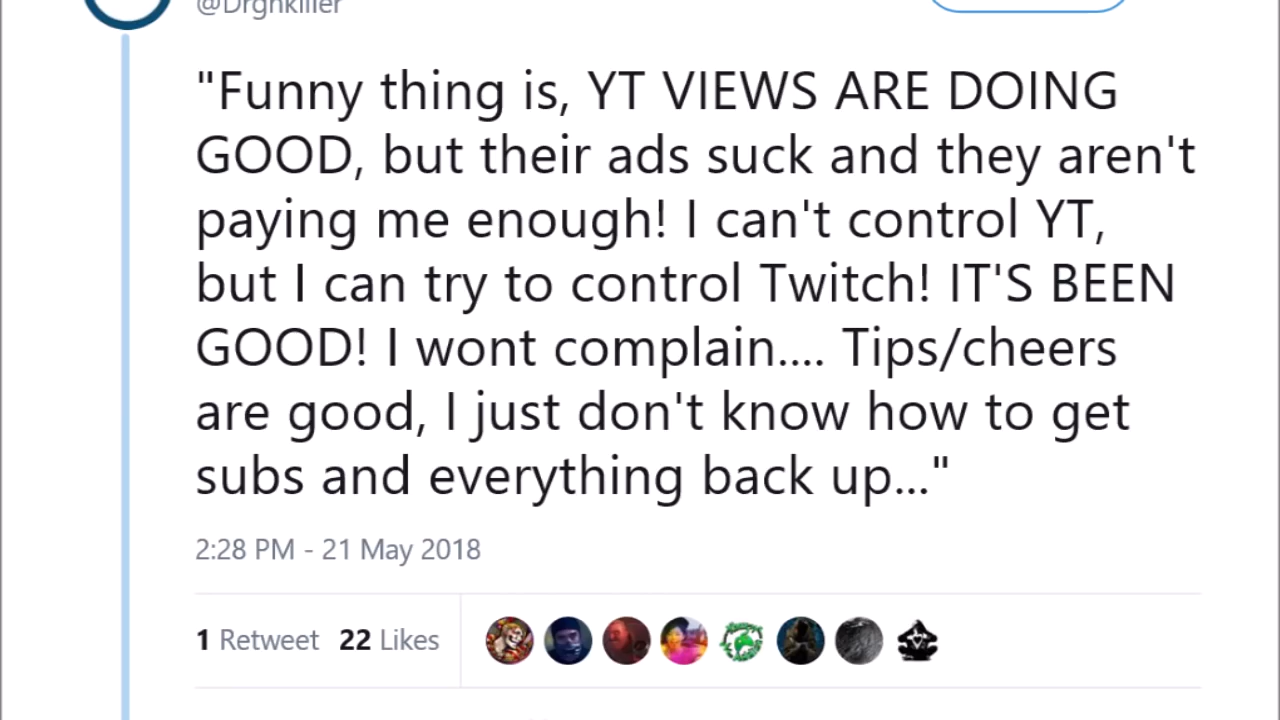 @Drgnkiller
"Funny thing is, YT VIEWS ARE DOING
GOOD, but their ads suck and they aren't
paying me enough! I can't control YT,
but I can try to control Twitch! IT'S BEEN
GOOD! I wont complain.... Tips/cheers
are good, I just don't know how to get
subs and everything back up..."
2:28 PM - 21 May 2018
1 Retweet 22 Likes